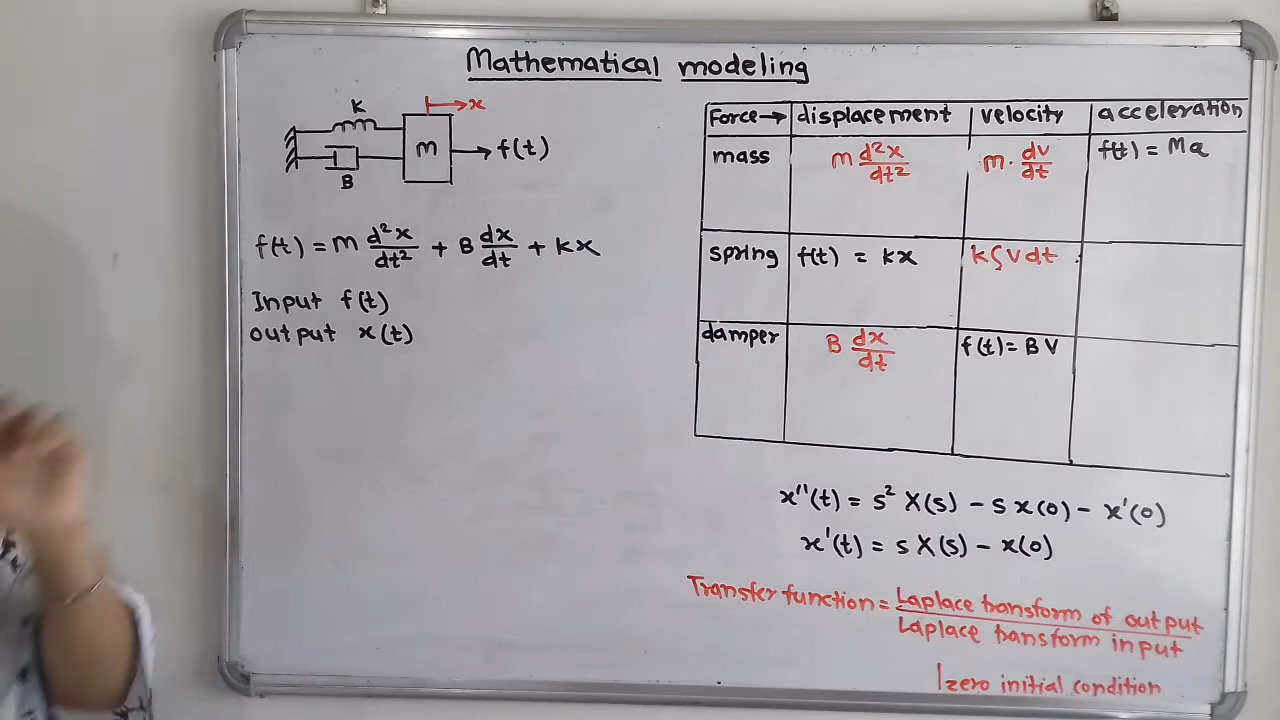 Mathematical modeling
K
x
m
f(t)
B
f(t) = m d²x/dt² + B dx/dt + kx
Input f(t)
output x(t)
Force→ displacement velocity acceleration
mass m d²x/dt² m. dv/dt f(t) = Ma
spring f(t) = kx k∫vdt
damper B dx/dt f(t) = BV
x''(t) = s² X(s) - s x(0) - x'(0)
x'(t) = s X(s) - x(0)
Transfer function = Laplace transform of output
Laplace transform input
|zero initial condition